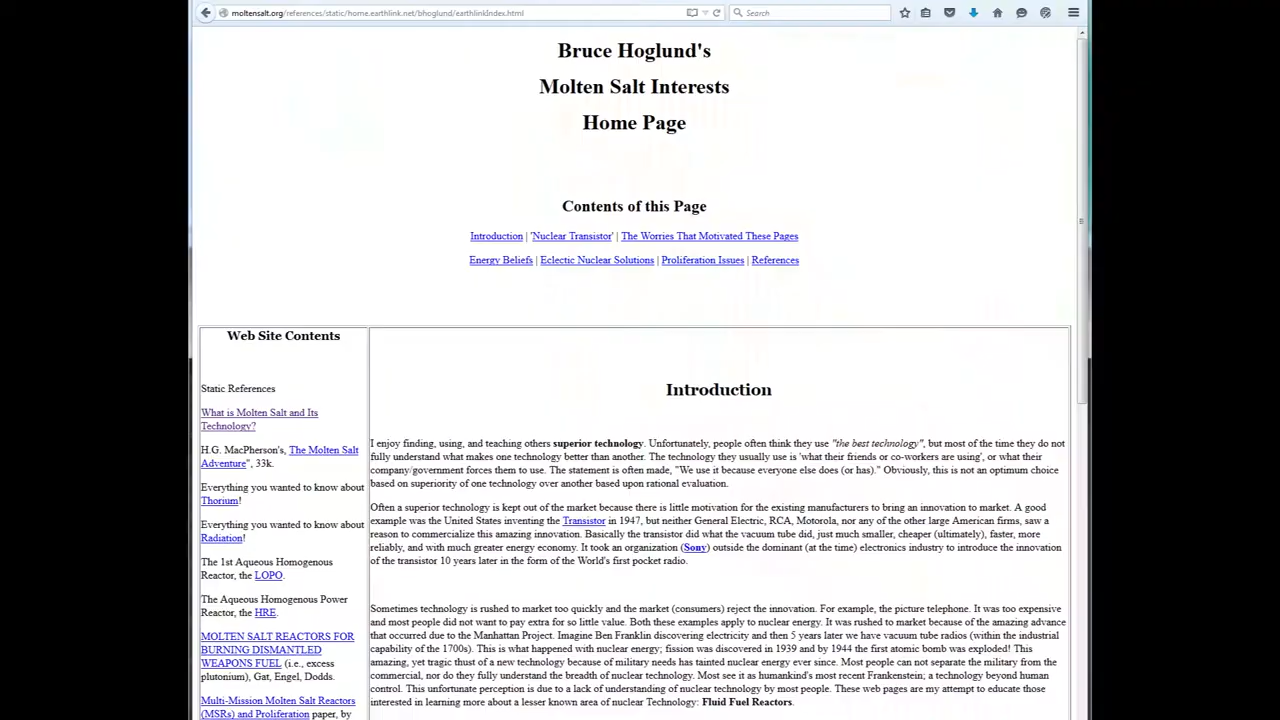 moltensalt.org/references/static/home.earthlink.net/bhoglund/earthlinkIndex.html
Search
Bruce Hoglund's
Molten Salt Interests
Home Page
Contents of this Page
Introduction | 'Nuclear Transistor' | The Worries That Motivated These Pages
Energy Beliefs | Eclectic Nuclear Solutions | Proliferation Issues | References
Web Site Contents
Static References
What is Molten Salt and Its
Technology?
H.G. MacPherson's, The Molten Salt
Adventure", 33k.
Everything you wanted to know about
Thorium!
Everything you wanted to know about
Radiation!
The 1st Aqueous Homogenous
Reactor, the LOPO.
The Aqueous Homogenous Power
Reactor, the HRE.
MOLTEN SALT REACTORS FOR
BURNING DISMANTLED
WEAPONS FUEL (i.e., excess
plutonium), Gat, Engel, Dodds.
Multi-Mission Molten Salt Reactors
(MSRs) and Proliferation paper, by
Introduction
I enjoy finding, using, and teaching others superior technology. Unfortunately, people often think they use "the best technology", but most of the time they do not
fully understand what makes one technology better than another. The technology they usually use is 'what their friends or co-workers are using', or what their
company/government forces them to use. The statement is often made, "We use it because everyone else does (or has)." Obviously, this is not an optimum choice
based on superiority of one technology over another based upon rational evaluation.
Often a superior technology is kept out of the market because there is little motivation for the existing manufacturers to bring an innovation to market. A good
example was the United States inventing the Transistor in 1947, but neither General Electric, RCA, Motorola, nor any of the other large American firms, saw a
reason to commercialize this amazing innovation. Basically the transistor did what the vacuum tube did, just much smaller, cheaper (ultimately), faster, more
reliably, and with much greater energy economy. It took an organization (Sony) outside the dominant (at the time) electronics industry to introduce the innovation
of the transistor 10 years later in the form of the World's first pocket radio.
Sometimes technology is rushed to market too quickly and the market (consumers) reject the innovation. For example, the picture telephone. It was too expensive
and most people did not want to pay extra for so little value. Both these examples apply to nuclear energy. It was rushed to market because of the amazing advance
that occurred due to the Manhattan Project. Imagine Ben Franklin discovering electricity and then 5 years later we have vacuum tube radios (within the industrial
capability of the 1700s). This is what happened with nuclear energy; fission was discovered in 1939 and by 1944 the first atomic bomb was exploded! This
amazing, yet tragic thrust of a new technology because of military needs has tainted nuclear energy ever since. Most people can not separate the military from the
commercial, nor do they fully understand the breadth of nuclear technology. Most see it as humankind's most recent Frankenstein; a technology beyond human
control. This unfortunate perception is due to a lack of understanding of nuclear technology by most people. These web pages are my attempt to educate those
interested in learning more about a lesser known area of nuclear Technology: Fluid Fuel Reactors.